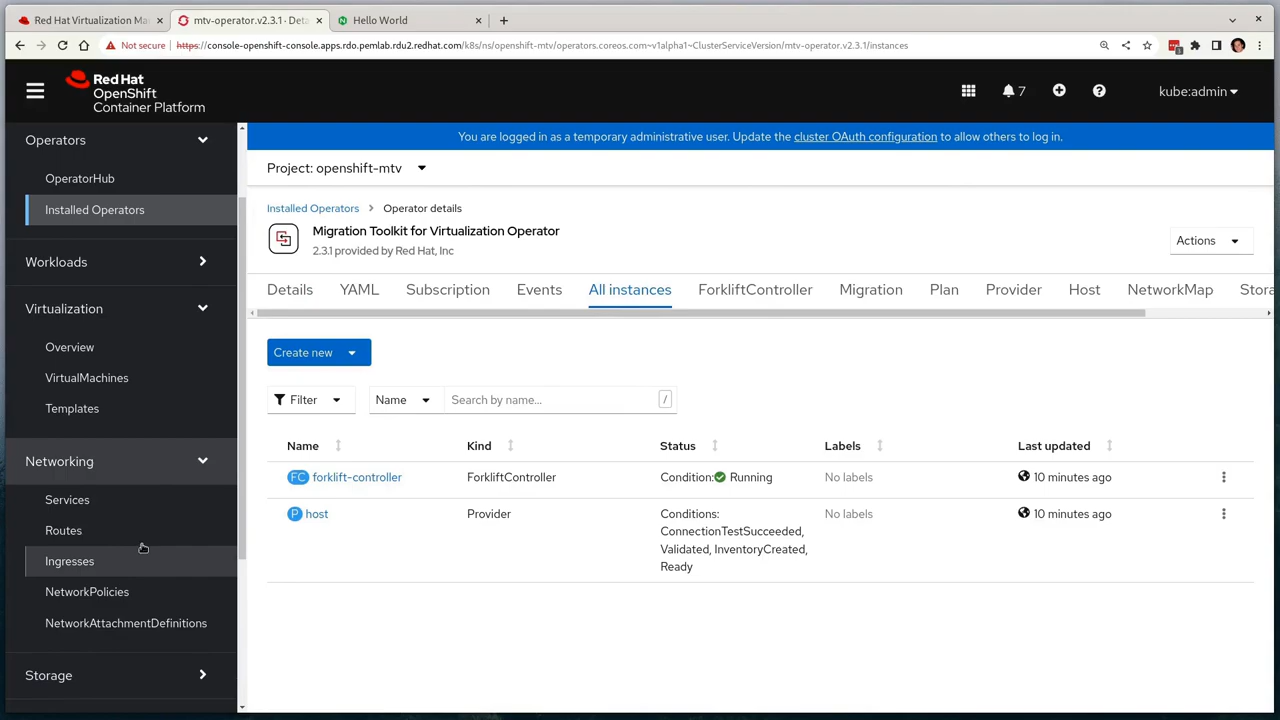 Red Hat Virtualization Ma
mtv-operator.v2.3.1 · Deta
Hello World
Not secure
https://console-openshift-console.apps.rdo.pemlab.rdu2.redhat.com/k8s/ns/openshift-mtv/operators.coreos.com~v1alpha1~ClusterServiceVersion/mtv-operator.v2.3.1/instances
Red Hat
OpenShift
Container Platform
7
kube:admin
You are logged in as a temporary administrative user. Update the cluster OAuth configuration to allow others to log in.
Operators
OperatorHub
Installed Operators
Workloads
Virtualization
Overview
VirtualMachines
Templates
Networking
Services
Routes
Ingresses
NetworkPolicies
NetworkAttachmentDefinitions
Storage
Project: openshift-mtv
Installed Operators > Operator details
Migration Toolkit for Virtualization Operator
2.3.1 provided by Red Hat, Inc
Actions
Details YAML Subscription Events All instances ForkliftController Migration Plan Provider Host NetworkMap Stora
Create new
Filter Name Search by name... /
Name Kind Status Labels Last updated
FC forklift-controller ForkliftController Condition: Running No labels 10 minutes ago
P host Provider Conditions: No labels 10 minutes ago
ConnectionTestSucceeded,
Validated, InventoryCreated,
Ready